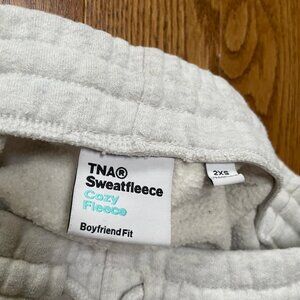 TNA®
Sweatfleece
Cozy
Fleece
Boyfriend Fit
2XS